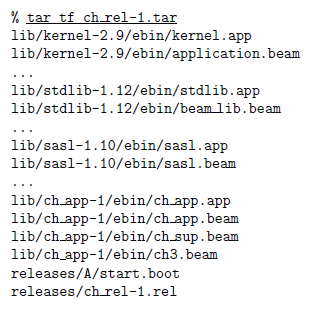 % tar tf ch_rel-1.tar
lib/kernel-2.9/ebin/kernel.app
lib/kernel-2.9/ebin/application.beam
...
lib/stdlib-1.12/ebin/stdlib.app
lib/stdlib-1.12/ebin/beam_lib.beam
...
lib/sasl-1.10/ebin/sasl.app
lib/sasl-1.10/ebin/sasl.beam
...
lib/ch_app-1/ebin/ch_app.app
lib/ch_app-1/ebin/ch_app.beam
lib/ch_app-1/ebin/ch_sup.beam
lib/ch_app-1/ebin/ch3.beam
releases/A/start.boot
releases/ch_rel-1.rel